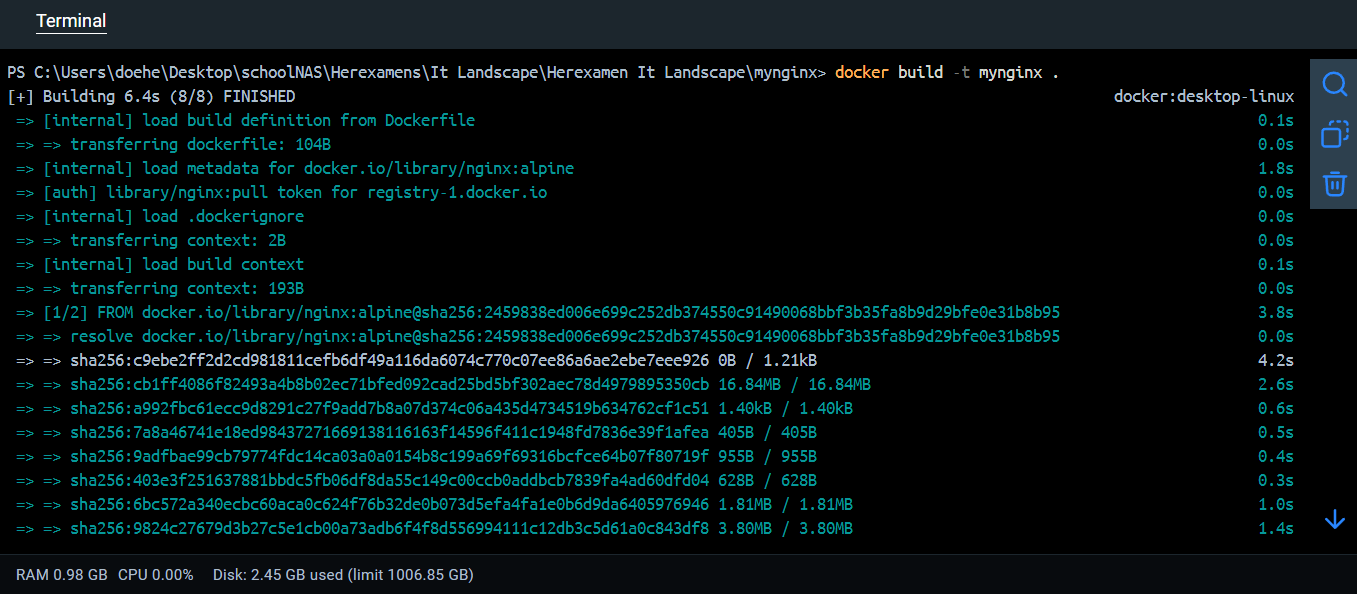 Terminal
PS C:\Users\doehe\Desktop\schoolNAS\Herexamens\It Landscape\Herexamen It Landscape\mynginx> docker build -t mynginx .
[+] Building 6.4s (8/8) FINISHED docker:desktop-linux
=> [internal] load build definition from Dockerfile 0.1s
=> => transferring dockerfile: 104B 0.0s
=> [internal] load metadata for docker.io/library/nginx:alpine 1.8s
=> [auth] library/nginx:pull token for registry-1.docker.io 0.0s
=> [internal] load .dockerignore 0.0s
=> => transferring context: 2B 0.0s
=> [internal] load build context 0.1s
=> => transferring context: 193B 0.0s
=> [1/2] FROM docker.io/library/nginx:alpine@sha256:2459838ed006e699c252db374550c91490068bbf3b35fa8b9d29bfe0e31b8b95 3.8s
=> => resolve docker.io/library/nginx:alpine@sha256:2459838ed006e699c252db374550c91490068bbf3b35fa8b9d29bfe0e31b8b95 0.0s
=> => sha256:c9ebe2ff2d2cd981811cefb6df49a116da6074c770c07ee86a6ae2ebe7eee926 0B / 1.21kB 4.2s
=> => sha256:cb1ff4086f82493a4b8b02ec71bfed092cad25bd5bf302aec78d4979895350cb 16.84MB / 16.84MB 2.6s
=> => sha256:a992fbc61ecc9d8291c27f9add7b8a07d374c06a435d4734519b634762cf1c51 1.40kB / 1.40kB 0.6s
=> => sha256:7a8a46741e18ed98437271669138116163f14596f411c1948fd7836e39f1afea 405B / 405B 0.5s
=> => sha256:9adfbae99cb79774fdc14ca03a0a0154b8c199a69f69316bcfce64b07f80719f 955B / 955B 0.4s
=> => sha256:403e3f251637881bbdc5fb06df8da55c149c00ccb0addbcb7839fa4ad60dfd04 628B / 628B 0.3s
=> => sha256:6bc572a340ecbc60aca0c624f76b32de0b073d5efa4fa1e0b6d9da6405976946 1.81MB / 1.81MB 1.0s
=> => sha256:9824c27679d3b27c5e1cb00a73adb6f4f8d556994111c12db3c5d61a0c843df8 3.80MB / 3.80MB 1.4s
RAM 0.98 GB CPU 0.00% Disk: 2.45 GB used (limit 1006.85 GB)